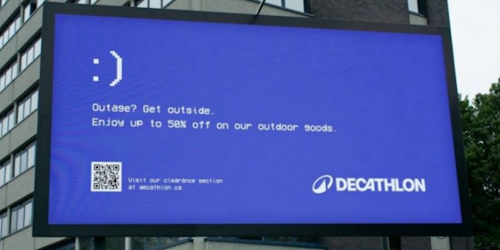 :)
Outage? Get outside.
Enjoy up to 50% off on our outdoor goods.
Visit our clearance section
at decathlon.ca
DECATHLON